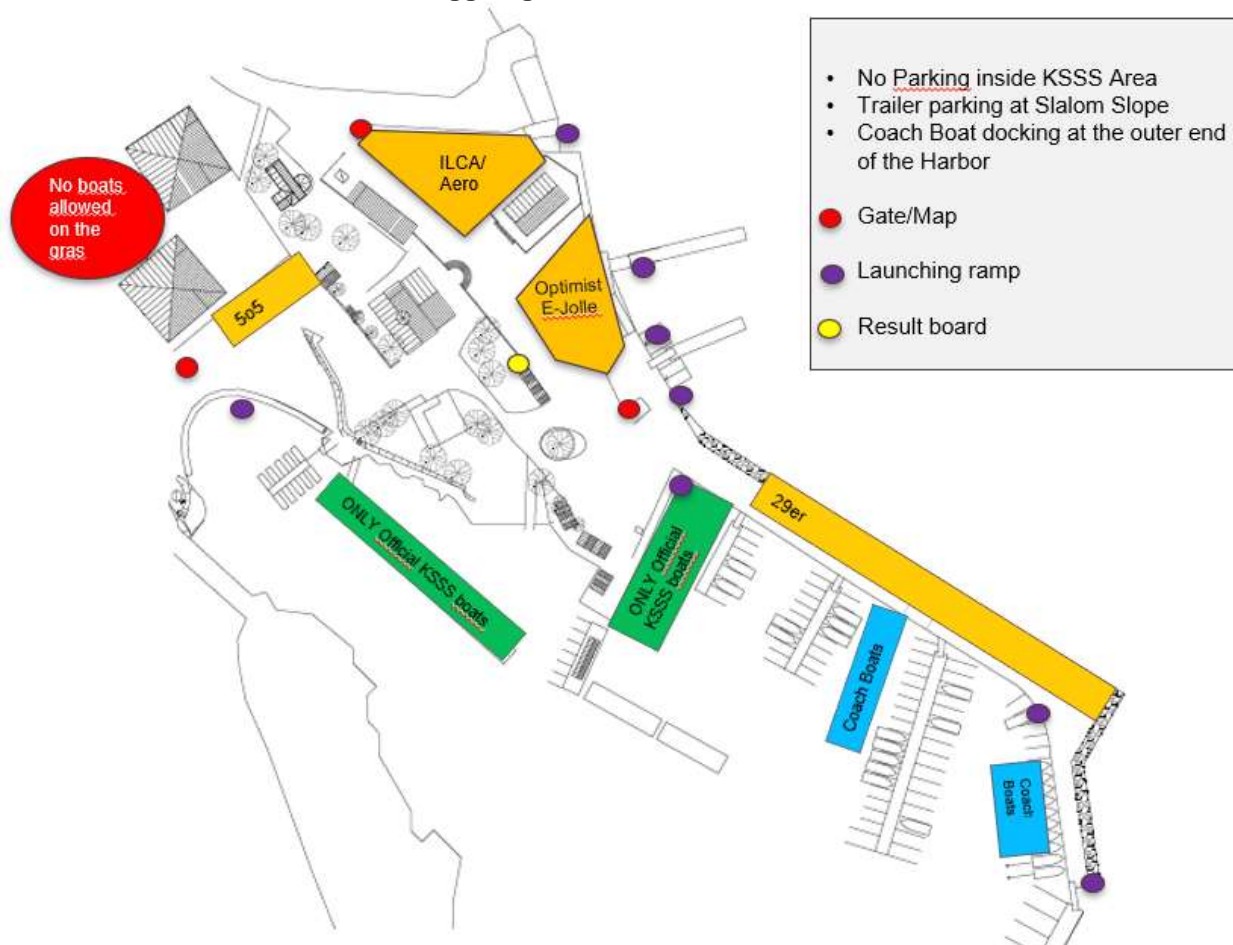 • No Parking inside KSSS Area
• Trailer parking at Slalom Slope
• Coach Boat docking at the outer end
of the Harbor
Gate/Map
Launching ramp
Result board
No boats
allowed
on the
gras
ILCA/
Aero
5o5
Optimist
E-Jolle
29er
ONLY Official KSSS
boats
ONLY Official
KSSS boats
Coach Boats
Coach
Boats